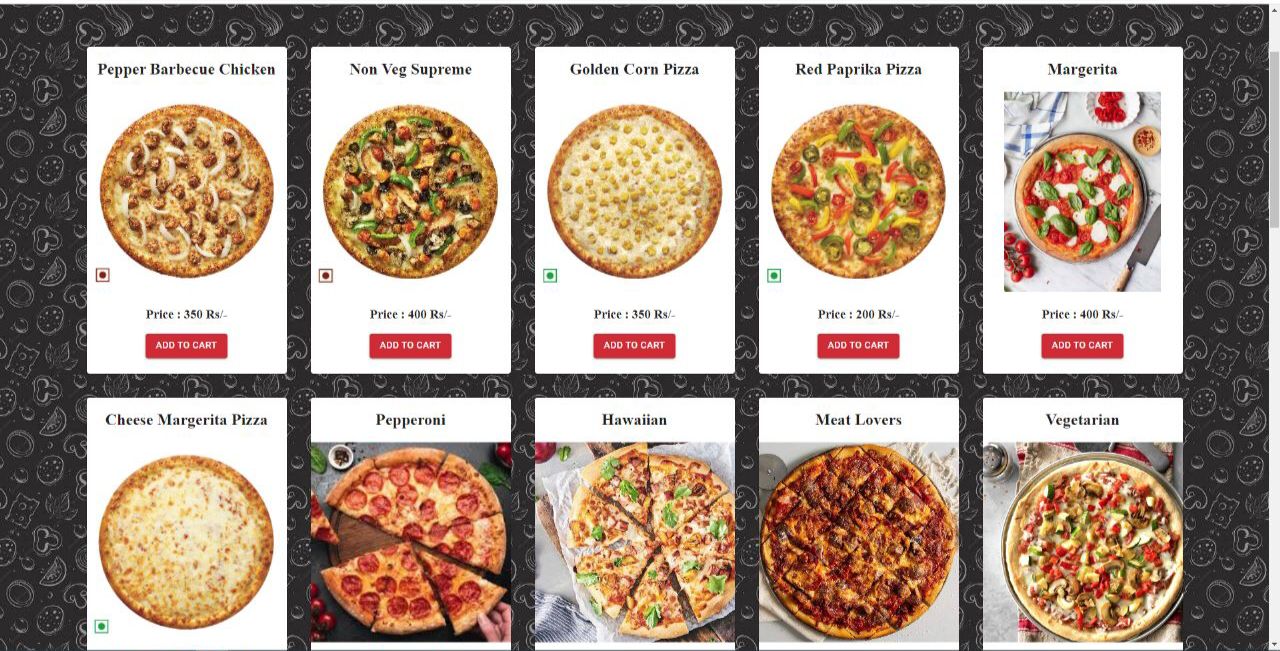 Pepper Barbecue Chicken
Non Veg Supreme
Golden Corn Pizza
Red Paprika Pizza
Margerita
Price : 350 Rs/-
Price : 400 Rs/-
Price : 350 Rs/-
Price : 200 Rs/-
Price : 400 Rs/-
ADD TO CART
ADD TO CART
ADD TO CART
ADD TO CART
ADD TO CART
Cheese Margerita Pizza
Pepperoni
Hawaiian
Meat Lovers
Vegetarian